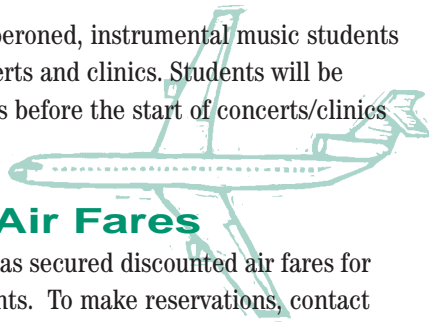 eroned, instrumental music students
erts and clinics. Students will be
s before the start of concerts/clinics
Air Fares
as secured discounted air fares for
nts. To make reservations, contact